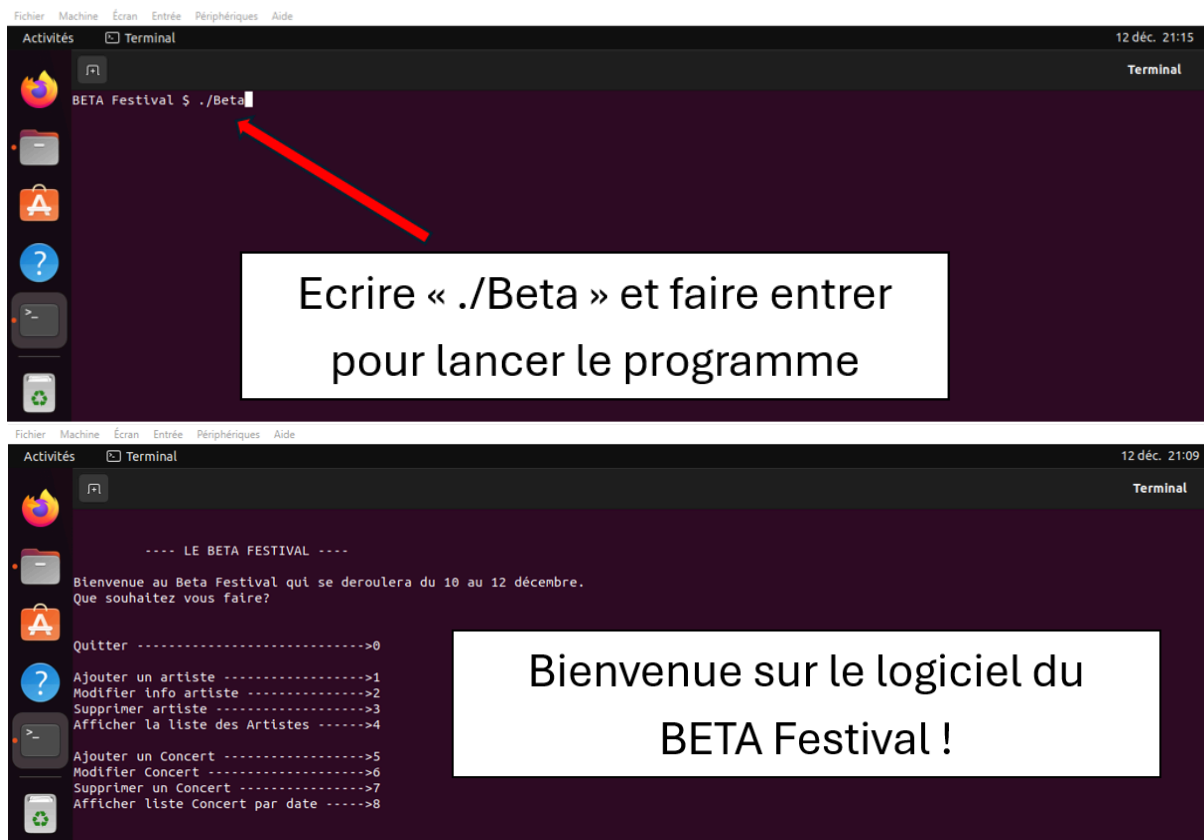 Fichier Machine Écran Entrée Périphériques Aide
Activités Terminal 12 déc. 21:15
Terminal
BETA Festival $ ./Beta
Ecrire « ./Beta » et faire entrer
pour lancer le programme
Fichier Machine Écran Entrée Périphériques Aide
Activités Terminal 12 déc. 21:09
Terminal
---- LE BETA FESTIVAL ----
Bienvenue au Beta Festival qui se deroulera du 10 au 12 décembre.
Que souhaitez vous faire?
Quitter ----------------------------->0
Ajouter un artiste ------------------>1
Modifier info artiste --------------->2
Supprimer artiste ------------------->3
Afficher la liste des Artistes ------>4
Ajouter un Concert ------------------>5
Modifier Concert -------------------->6
Supprimer un Concert ---------------->7
Afficher liste Concert par date ----->8
Bienvenue sur le logiciel du
BETA Festival !